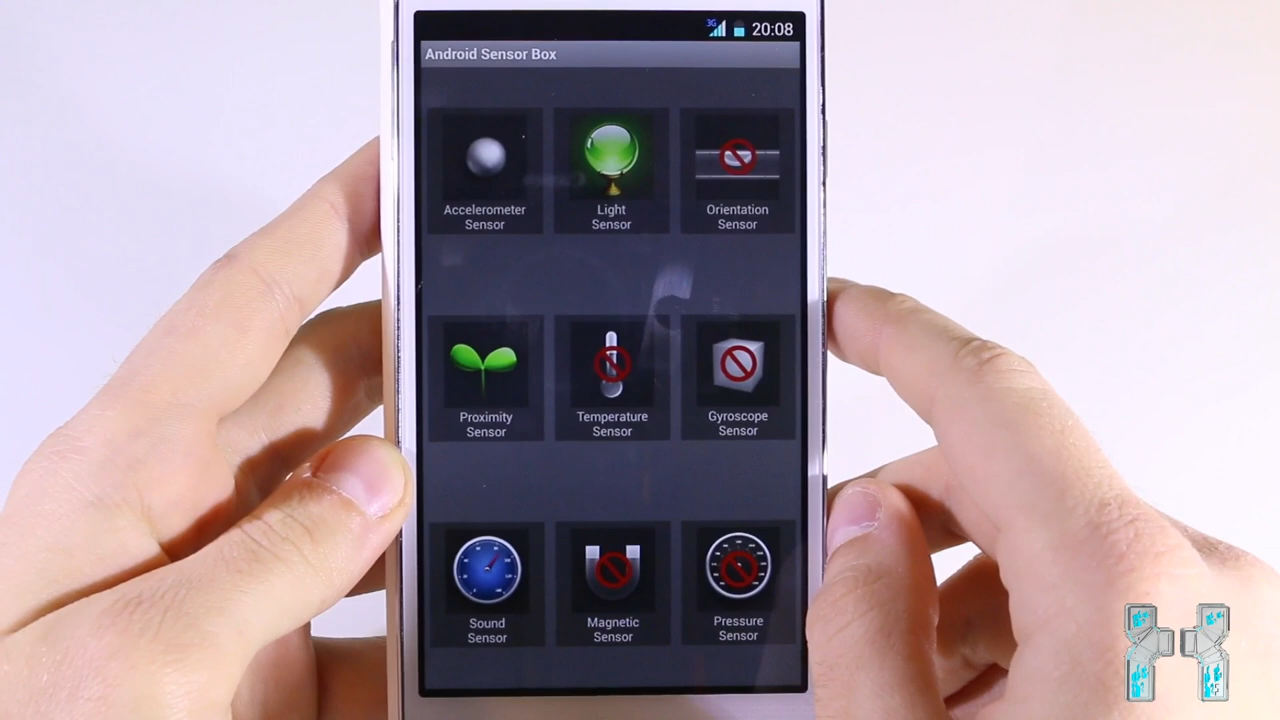 3G 20:08
Android Sensor Box
Accelerometer
Sensor
Light
Sensor
Orientation
Sensor
Proximity
Sensor
Temperature
Sensor
Gyroscope
Sensor
Sound
Sensor
Magnetic
Sensor
Pressure
Sensor